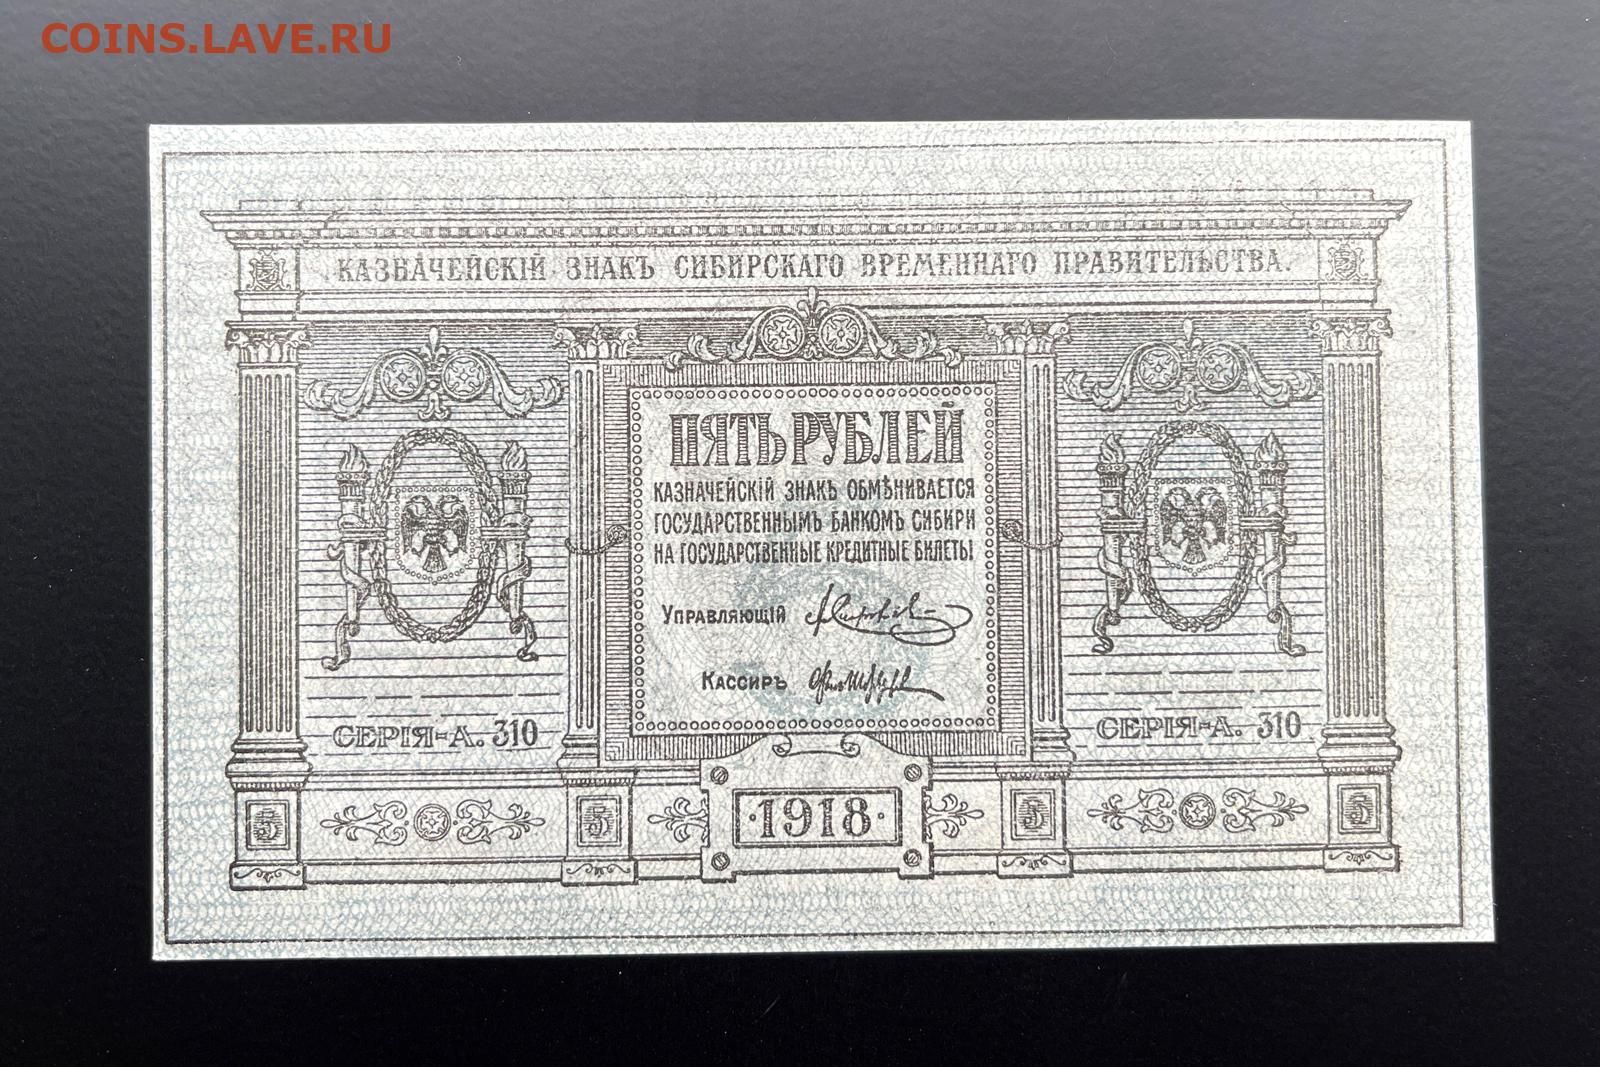 COINS.LAVE.RU
КАЗНАЧЕЙСКІЙ ЗНАКЪ СИБИРСКАГО ВРЕМЕННАГО ПРАВИТЕЛЬСТВА.
ПЯТЬ РУБЛЕЙ
КАЗНАЧЕЙСКІЙ ЗНАКЪ ОБМѢНИВАЕТСЯ
ГОСУДАРСТВЕННЫМЪ БАНКОМЪ СИБИРИ
НА ГОСУДАРСТВЕННЫЕ КРЕДИТНЫЕ БИЛЕТЫ
УПРАВЛЯЮЩІЙ
КАССИРЪ
СЕРІЯ-А. 310
СЕРІЯ-А. 310
5 5 ·1918· 5 5